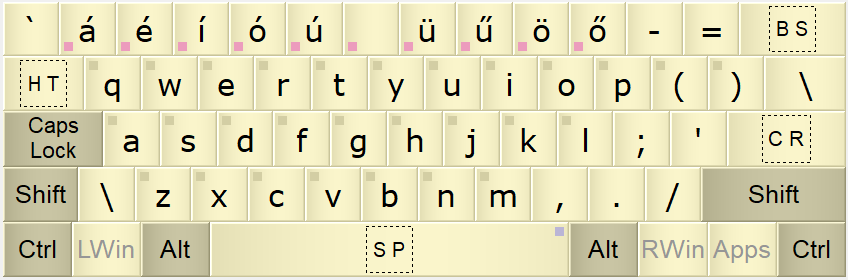 ` á é í ó ú ü ű ö ő - = BS
HT q w e r t y u i o p ( ) \
Caps Lock a s d f g h j k l ; ' CR
Shift \ z x c v b n m , . / Shift
Ctrl LWin Alt SP Alt RWin Apps Ctrl